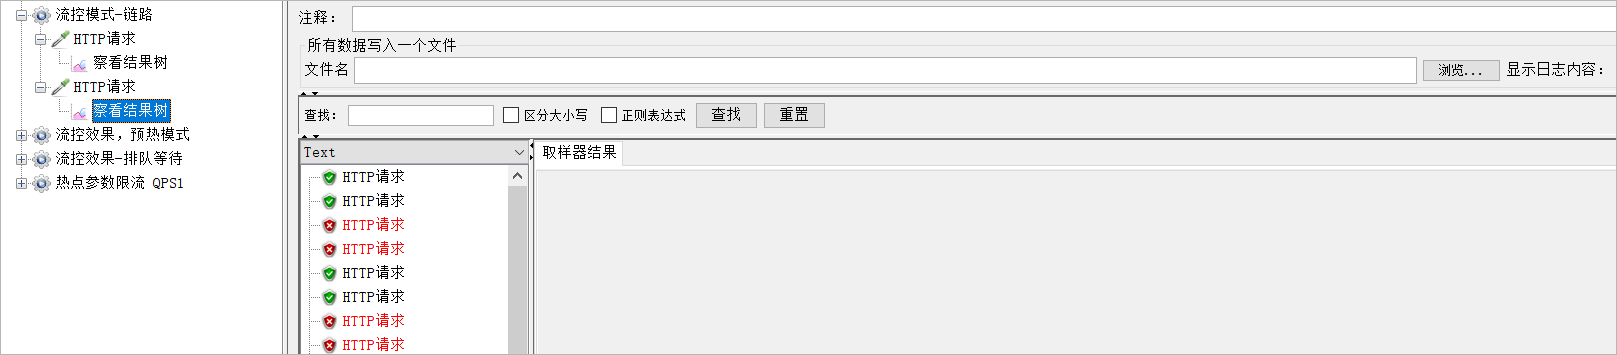 流控模式-链路
HTTP请求
察看结果树
HTTP请求
察看结果树
流控效果，预热模式
流控效果-排队等待
热点参数限流 QPS1
注释：
所有数据写入一个文件
文件名
浏览...
显示日志内容：
查找：
区分大小写
正则表达式
查找
重置
Text
取样器结果
HTTP请求
HTTP请求
HTTP请求
HTTP请求
HTTP请求
HTTP请求
HTTP请求
HTTP请求